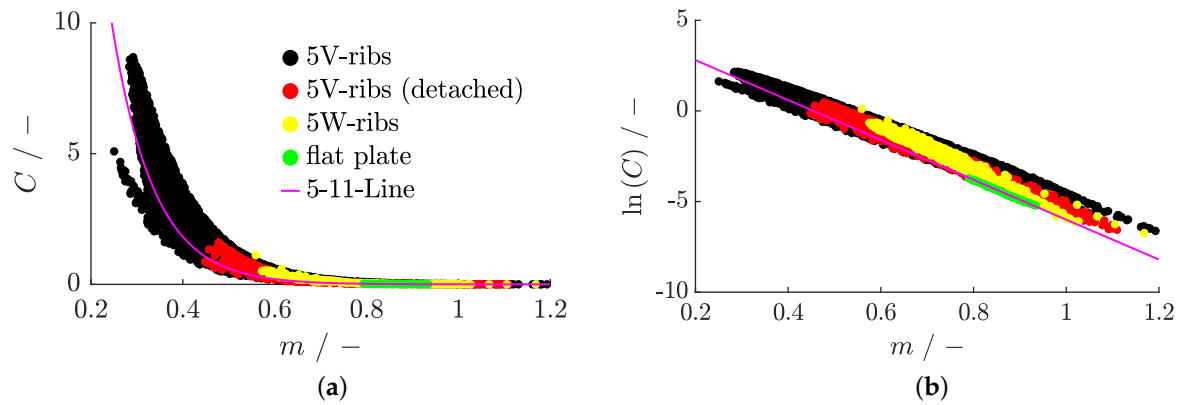 10
5
0
C / −
0.2 0.4 0.6 0.8 1 1.2
m / −
5V-ribs
5V-ribs (detached)
5W-ribs
flat plate
5-11-Line
(a)
5
0
-5
-10
ln (C) / −
0.2 0.4 0.6 0.8 1 1.2
m / −
(b)